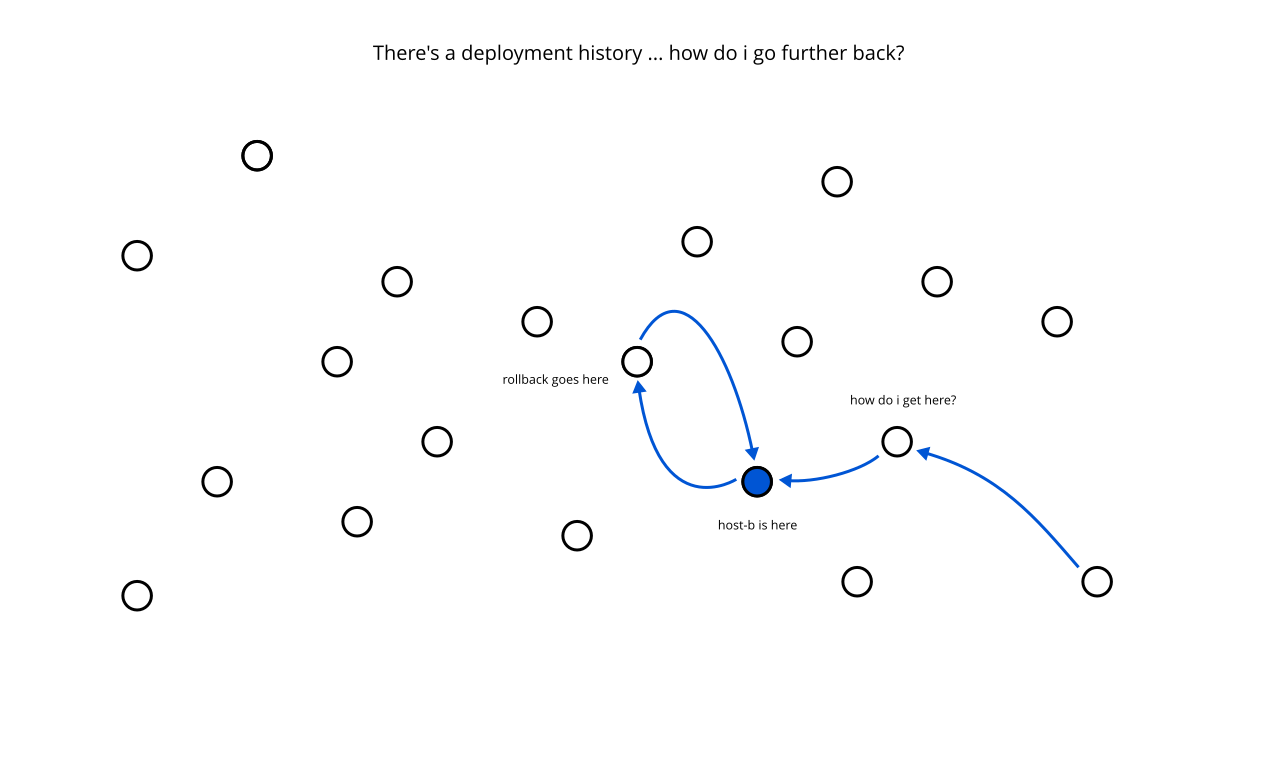 There's a deployment history ... how do i go further back?
rollback goes here
how do i get here?
host-b is here